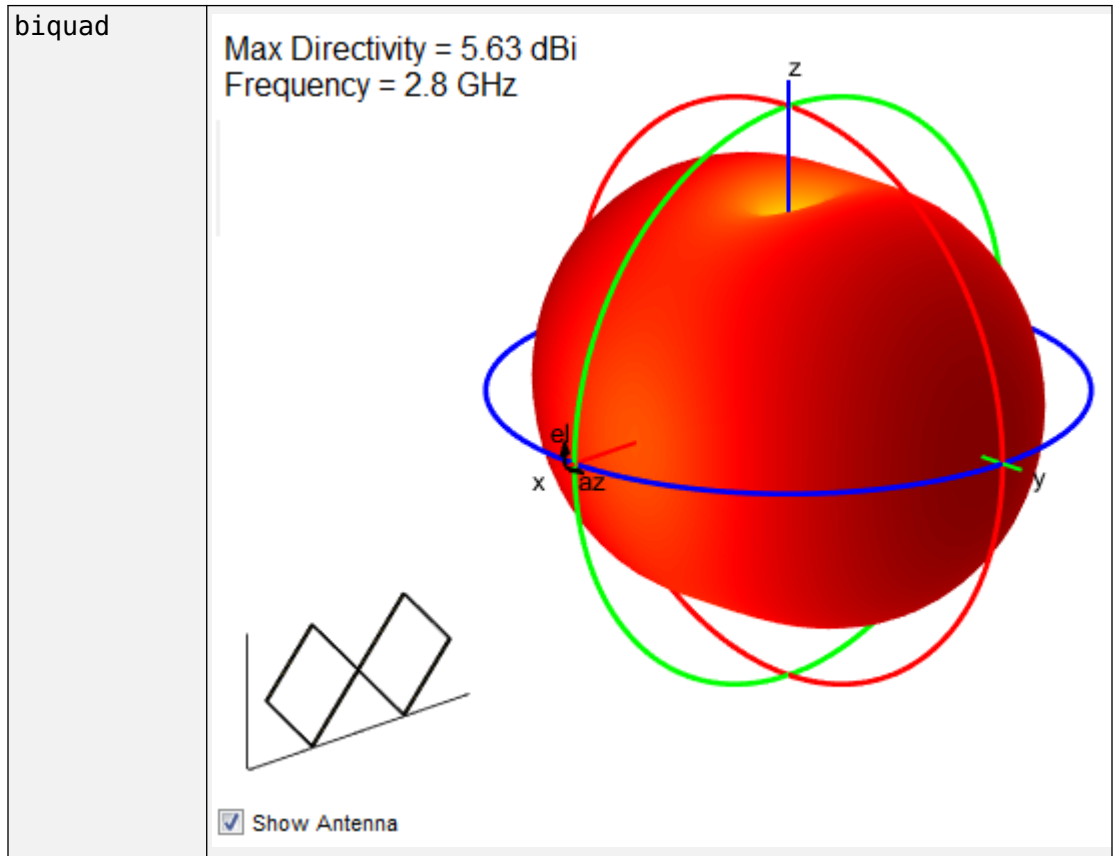 biquad
Max Directivity = 5.63 dBi
Frequency = 2.8 GHz
z
el
x
az
y
Show Antenna